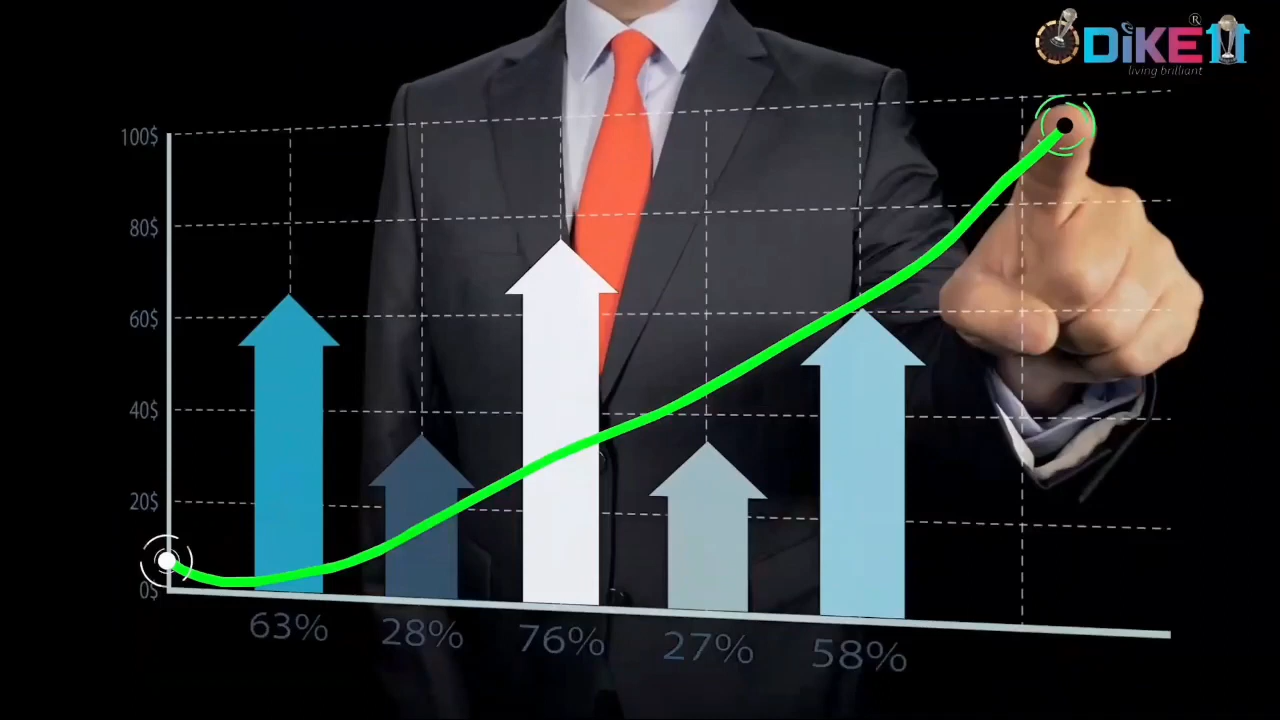 DiKE11 ®
living brilliant
100$
80$
60$
40$
20$
0$
63% 28% 76% 27% 58%